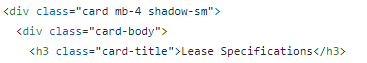 <div class="card mb-4 shadow-sm">
<div class="card-body">
<h3 class="card-title">Lease Specifications</h3>